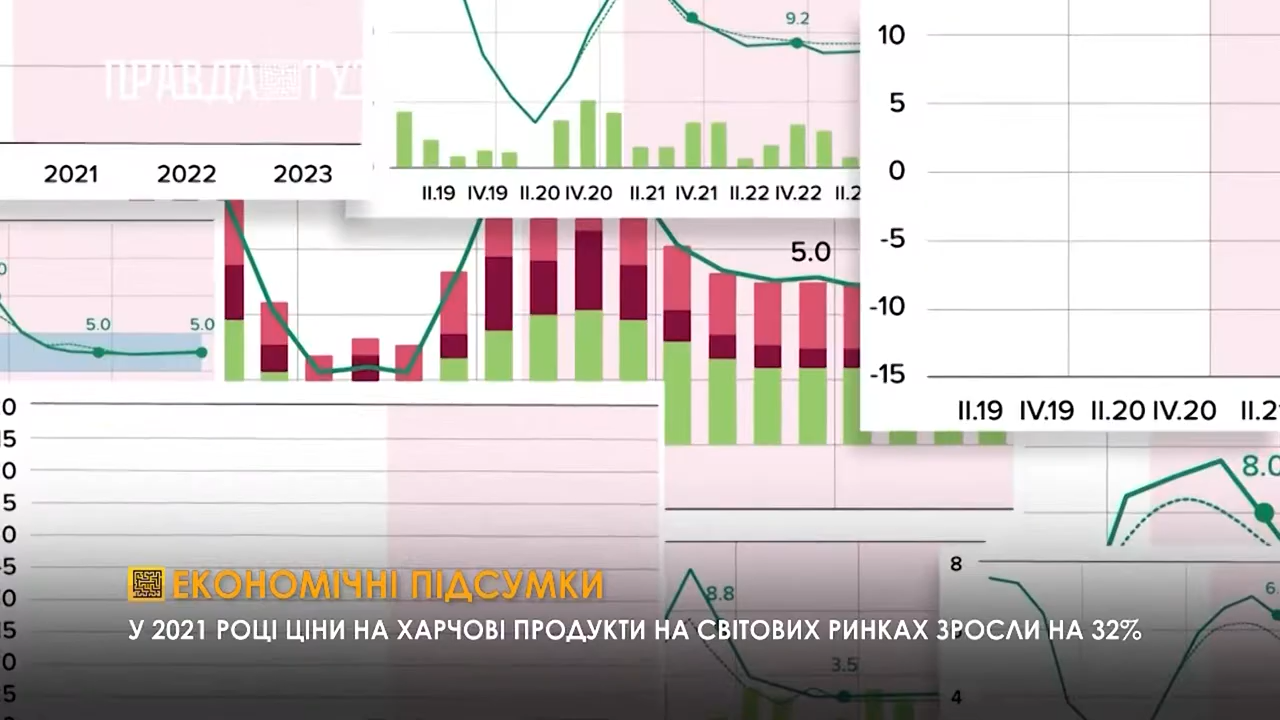 ПРАВДА ТУТ
9.2
10
5
0
-5
-10
-15
2021 2022 2023
II.19 IV.19 II.20 IV.20 II.21 IV.21 II.22 IV.22
II.19 IV.19 II.20 IV.20
5.0
5.0 5.0
8.0
8
8.8
3.5
4
ЕКОНОМІЧНІ ПІДСУМКИ
У 2021 РОЦІ ЦІНИ НА ХАРЧОВІ ПРОДУКТИ НА СВІТОВИХ РИНКАХ ЗРОСЛИ НА 32%